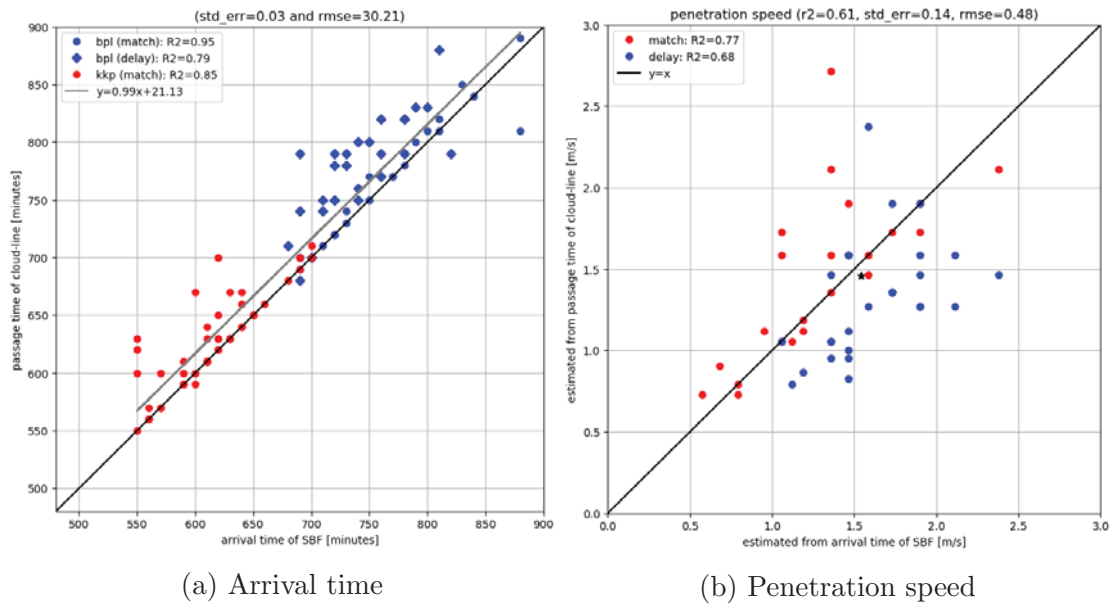 (std_err=0.03 and rmse=30.21)
bpl (match): R2=0.95
bpl (delay): R2=0.79
kkp (match): R2=0.85
y=0.99x+21.13
passage time of cloud-line [minutes]
900
850
800
750
700
650
600
550
500
500 550 600 650 700 750 800 850 900
arrival time of SBF [minutes]
(a) Arrival time
penetration speed (r2=0.61, std_err=0.14, rmse=0.48)
match: R2=0.77
delay: R2=0.68
y=x
estimated from passage time of cloud-line [m/s]
3.0
2.5
2.0
1.5
1.0
0.5
0.0
0.0 0.5 1.0 1.5 2.0 2.5 3.0
estimated from arrival time of SBF [m/s]
(b) Penetration speed